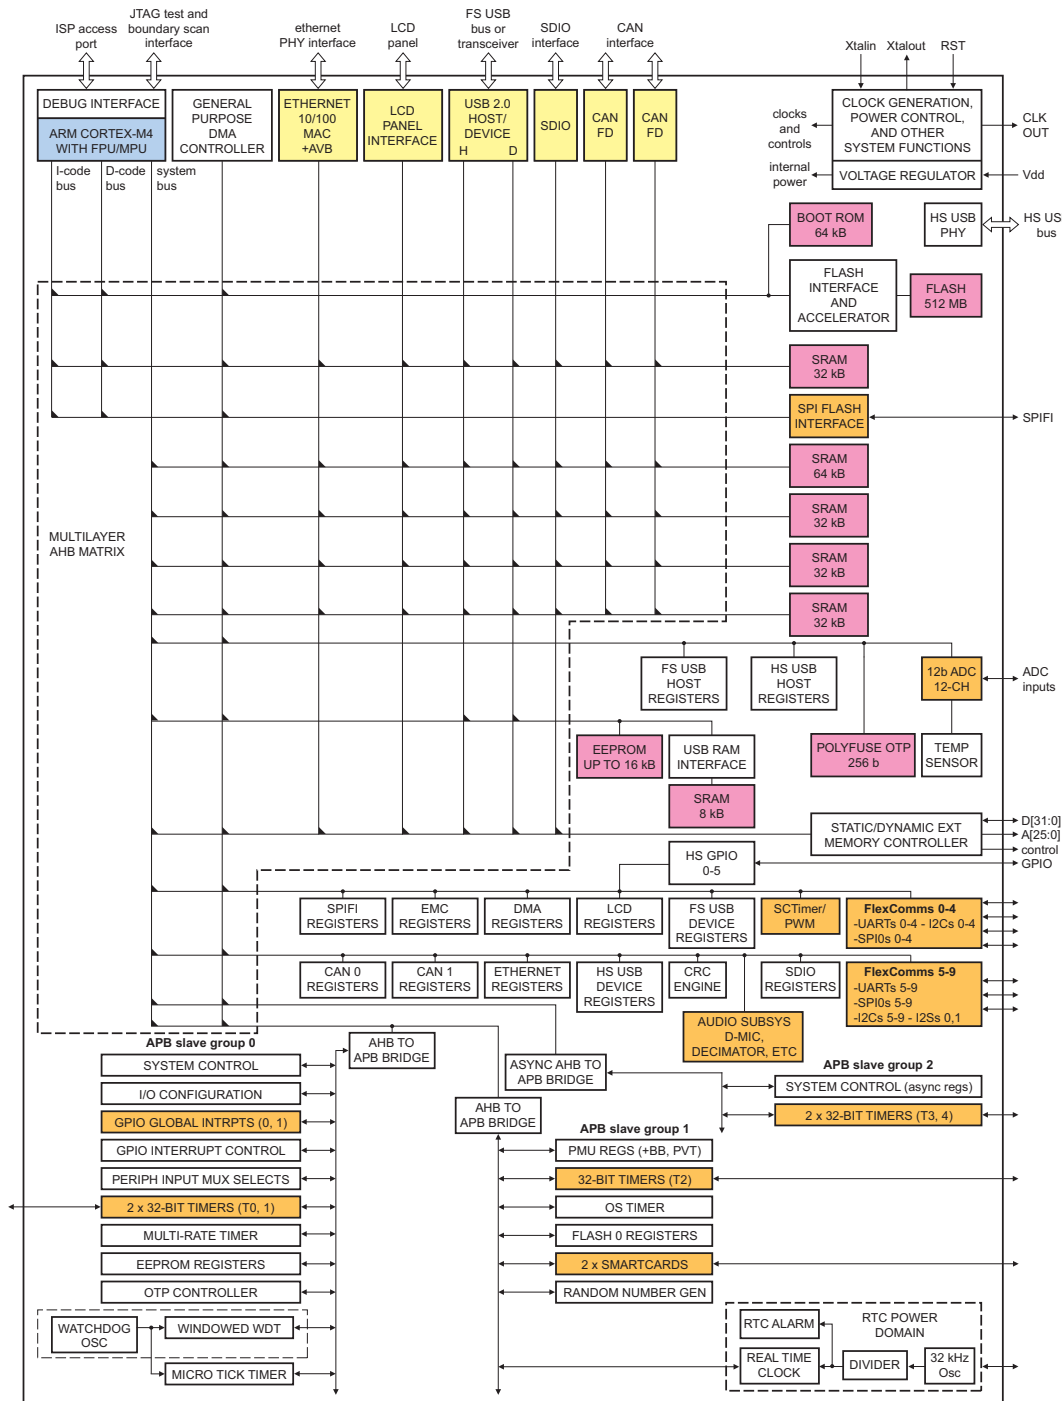 ISP access
port
JTAG test and
boundary scan
interface
ethernet
PHY interface
LCD
panel
FS USB
bus or
transceiver
SDIO
interface
CAN
interface
Xtalin
Xtalout
RST
DEBUG INTERFACE
ARM CORTEX-M4
WITH FPU/MPU
GENERAL
PURPOSE
DMA
CONTROLLER
ETHERNET
10/100
MAC
+AVB
LCD
PANEL
INTERFACE
USB 2.0
HOST/
DEVICE
H D
SDIO
CAN
FD
CAN
FD
clocks
and
controls
CLOCK GENERATION,
POWER CONTROL,
AND OTHER
SYSTEM FUNCTIONS
CLK
OUT
internal
power
VOLTAGE REGULATOR
Vdd
I-code
bus
D-code
bus
system
bus
BOOT ROM
64 kB
HS USB
PHY
HS US
bus
FLASH
INTERFACE
AND
ACCELERATOR
FLASH
512 MB
SRAM
32 kB
SPI FLASH
INTERFACE
SPIFI
SRAM
64 kB
SRAM
32 kB
MULTILAYER
AHB MATRIX
SRAM
32 kB
SRAM
32 kB
FS USB
HOST
REGISTERS
HS USB
HOST
REGISTERS
12b ADC
12-CH
ADC
inputs
EEPROM
UP TO 16 kB
USB RAM
INTERFACE
POLYFUSE OTP
256 b
TEMP
SENSOR
SRAM
8 kB
STATIC/DYNAMIC EXT
MEMORY CONTROLLER
D[31:0]
A[25:0]
control
GPIO
HS GPIO
0-5
SPIFI
REGISTERS
EMC
REGISTERS
DMA
REGISTERS
LCD
REGISTERS
FS USB
DEVICE
REGISTERS
SCTimer/
PWM
FlexComms 0-4
-UARTs 0-4 - I2Cs 0-4
-SPI0s 0-4
CAN 0
REGISTERS
CAN 1
REGISTERS
ETHERNET
REGISTERS
HS USB
DEVICE
REGISTERS
CRC
ENGINE
SDIO
REGISTERS
FlexComms 5-9
-UARTs 5-9
-SPI0s 5-9
-I2Cs 5-9 - I2Ss 0,1
AUDIO SUBSYS
D-MIC,
DECIMATOR, ETC
APB slave group 0
AHB TO
APB BRIDGE
ASYNC AHB TO
APB BRIDGE
APB slave group 2
SYSTEM CONTROL
SYSTEM CONTROL (async regs)
I/O CONFIGURATION
AHB TO
APB BRIDGE
2 x 32-BIT TIMERS (T3, 4)
GPIO GLOBAL INTRPTS (0, 1)
APB slave group 1
GPIO INTERRUPT CONTROL
PMU REGS (+BB, PVT)
PERIPH INPUT MUX SELECTS
32-BIT TIMERS (T2)
2 x 32-BIT TIMERS (T0, 1)
OS TIMER
MULTI-RATE TIMER
FLASH 0 REGISTERS
EEPROM REGISTERS
2 x SMARTCARDS
OTP CONTROLLER
RANDOM NUMBER GEN
WATCHDOG
OSC
WINDOWED WDT
MICRO TICK TIMER
RTC ALARM
RTC POWER
DOMAIN
REAL TIME
CLOCK
DIVIDER
32 kHz
Osc